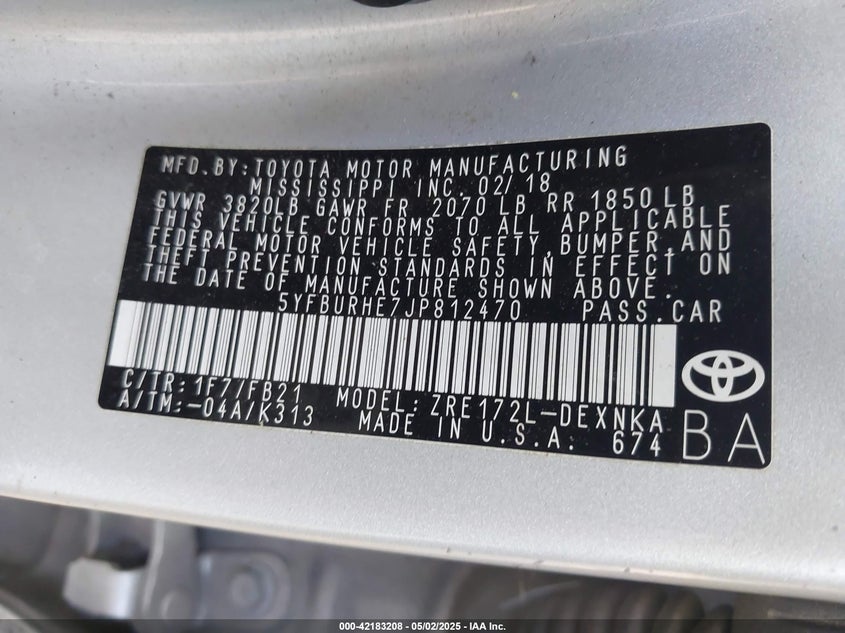 MFD.BY:TOYOTA MOTOR MANUFACTURING
MISSISSIPPI INC. 02/18
GVWR 3820LB GAWR FR 2070 LB RR 1850 LB
THIS VEHICLE CONFORMS TO ALL APPLICABLE
FEDERAL MOTOR VEHICLE SAFETY,BUMPER,AND
THEFT PREVENTION STANDARDS IN EFFECT ON
THE DATE OF MANUFACTURE SHOWN ABOVE.
5YFBURHE7JP812470 PASS.CAR
C/TR:1F7/FB21 MODEL:ZRE172L-DEXNKA
A/TM:-04A/K313 MADE IN U.S.A. 674
BA
000-42183208 - 05/02/2025 - IAA Inc.